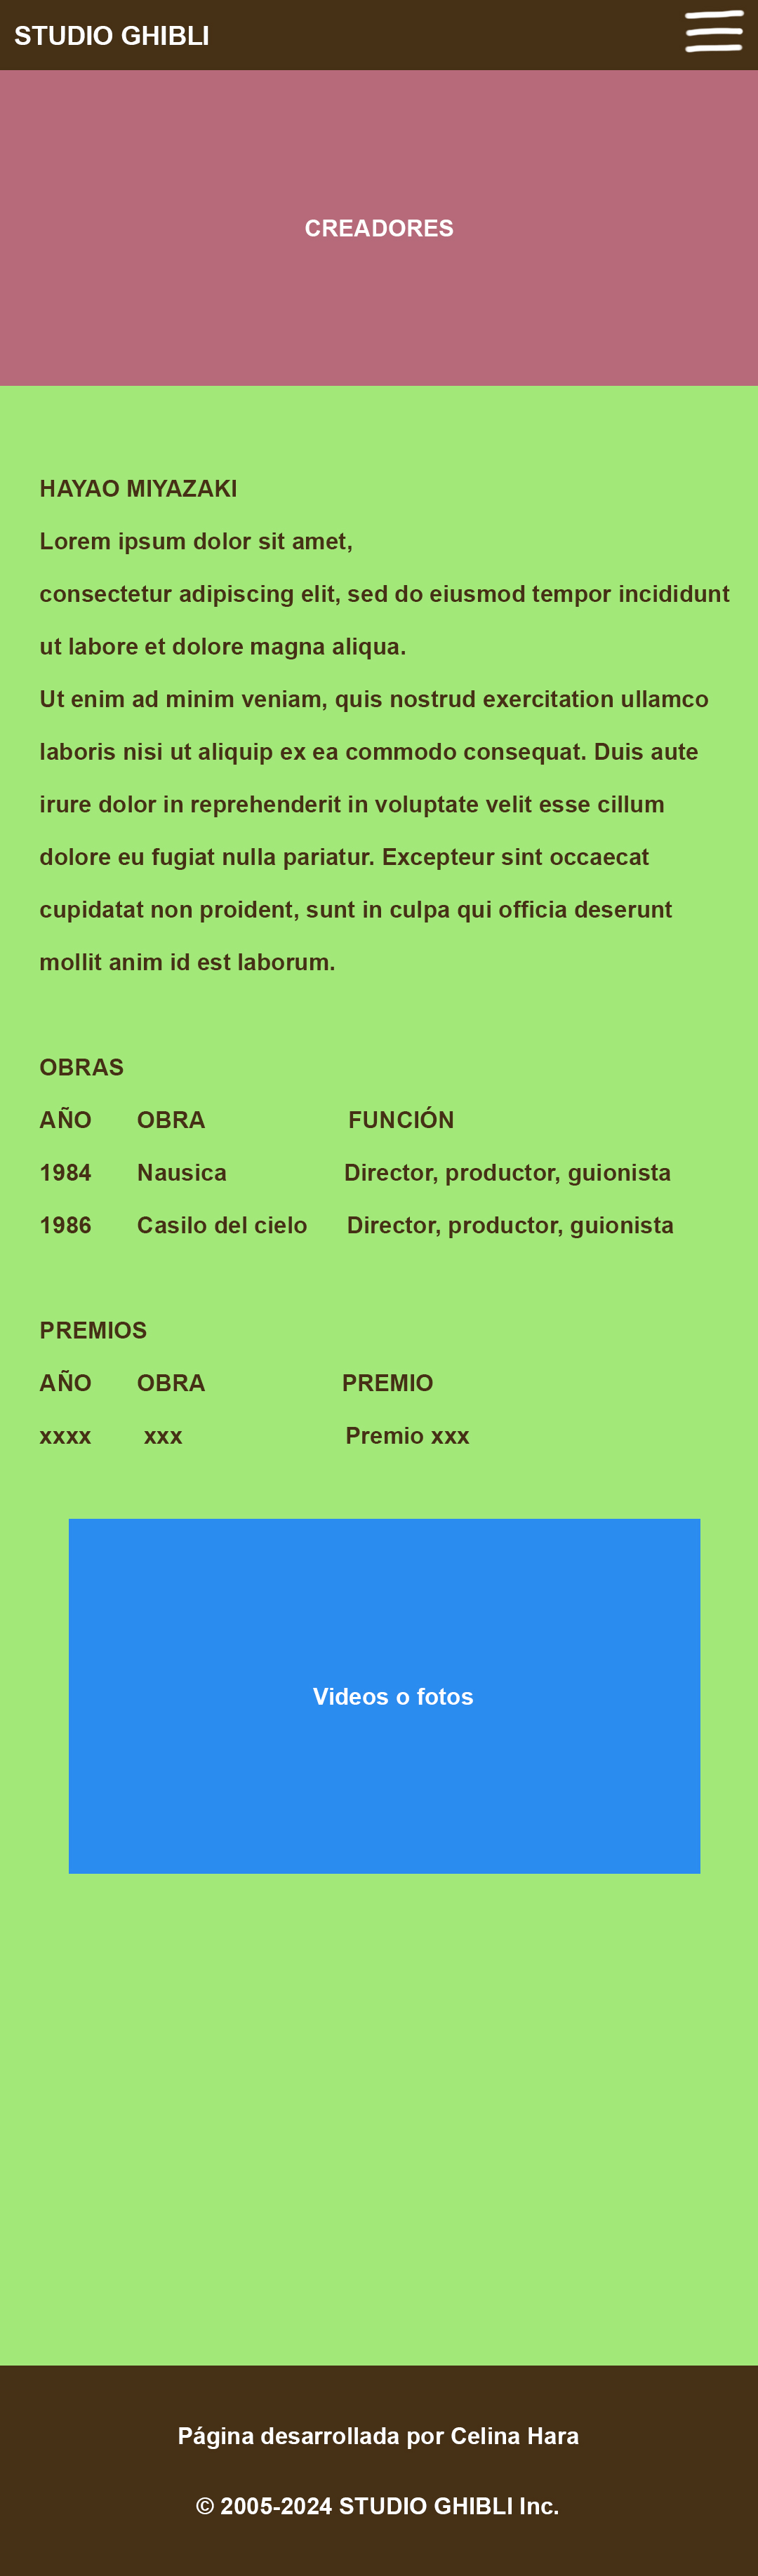 STUDIO GHIBLI
CREADORES
HAYAO MIYAZAKI
Lorem ipsum dolor sit amet,
consectetur adipiscing elit, sed do eiusmod tempor incididunt
ut labore et dolore magna aliqua.
Ut enim ad minim veniam, quis nostrud exercitation ullamco
laboris nisi ut aliquip ex ea commodo consequat. Duis aute
irure dolor in reprehenderit in voluptate velit esse cillum
dolore eu fugiat nulla pariatur. Excepteur sint occaecat
cupidatat non proident, sunt in culpa qui officia deserunt
mollit anim id est laborum.
OBRAS
AÑO OBRA FUNCIÓN
1984 Nausica Director, productor, guionista
1986 Casilo del cielo Director, productor, guionista
PREMIOS
AÑO OBRA PREMIO
xxxx xxx Premio xxx
Videos o fotos
Página desarrollada por Celina Hara
© 2005-2024 STUDIO GHIBLI Inc.